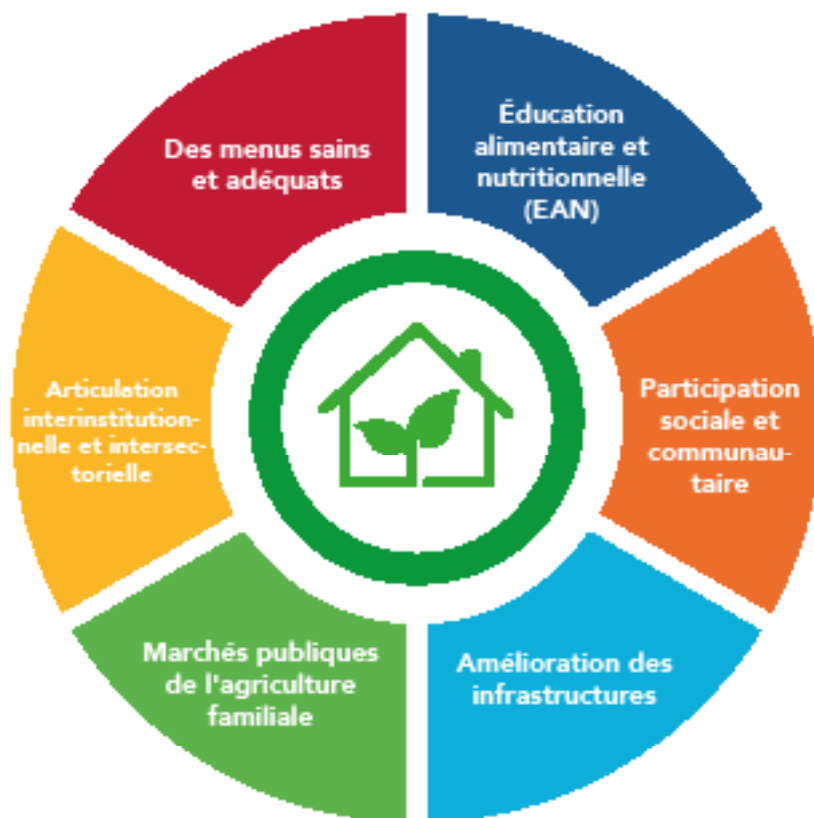 Des menus sains
et adéquats
Éducation
alimentaire et
nutritionnelle
(EAN)
Articulation
interinstitution-
nelle et intersec-
torielle
Participation
sociale et
communau-
taire
Marchés publiques
de l'agriculture
familiale
Amélioration des
infrastructures